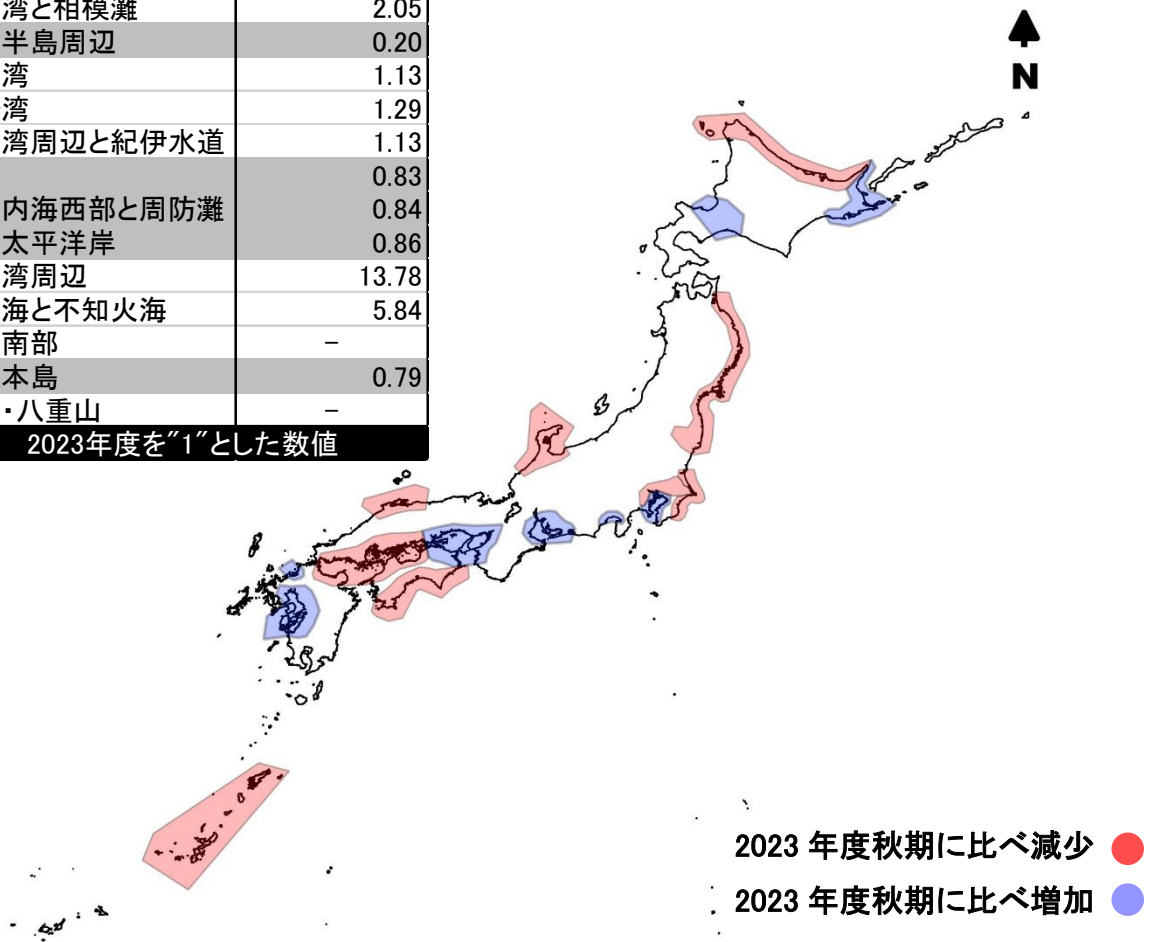 湾と相模灘 2.05
半島周辺 0.20
湾 1.13
湾 1.29
湾周辺と紀伊水道 1.13
0.83
内海西部と周防灘 0.84
太平洋岸 0.86
湾周辺 13.78
海と不知火海 5.84
南部 -
本島 0.79
・八重山 -
2023年度を"1"とした数値
N
2023 年度秋期に比べ減少
2023 年度秋期に比べ増加